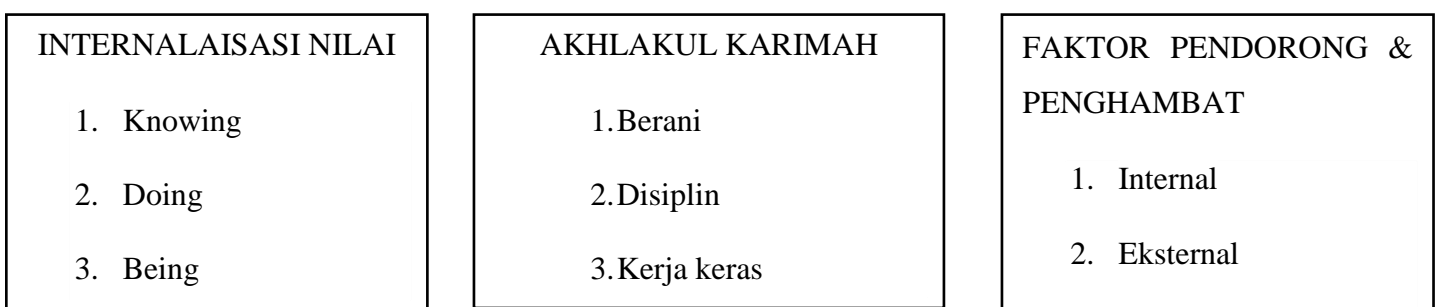 INTERNALAISASI NILAI
1. Knowing
2. Doing
3. Being
AKHLAKUL KARIMAH
1.Berani
2.Disiplin
3.Kerja keras
FAKTOR PENDORONG &
PENGHAMBAT
1. Internal
2. Eksternal